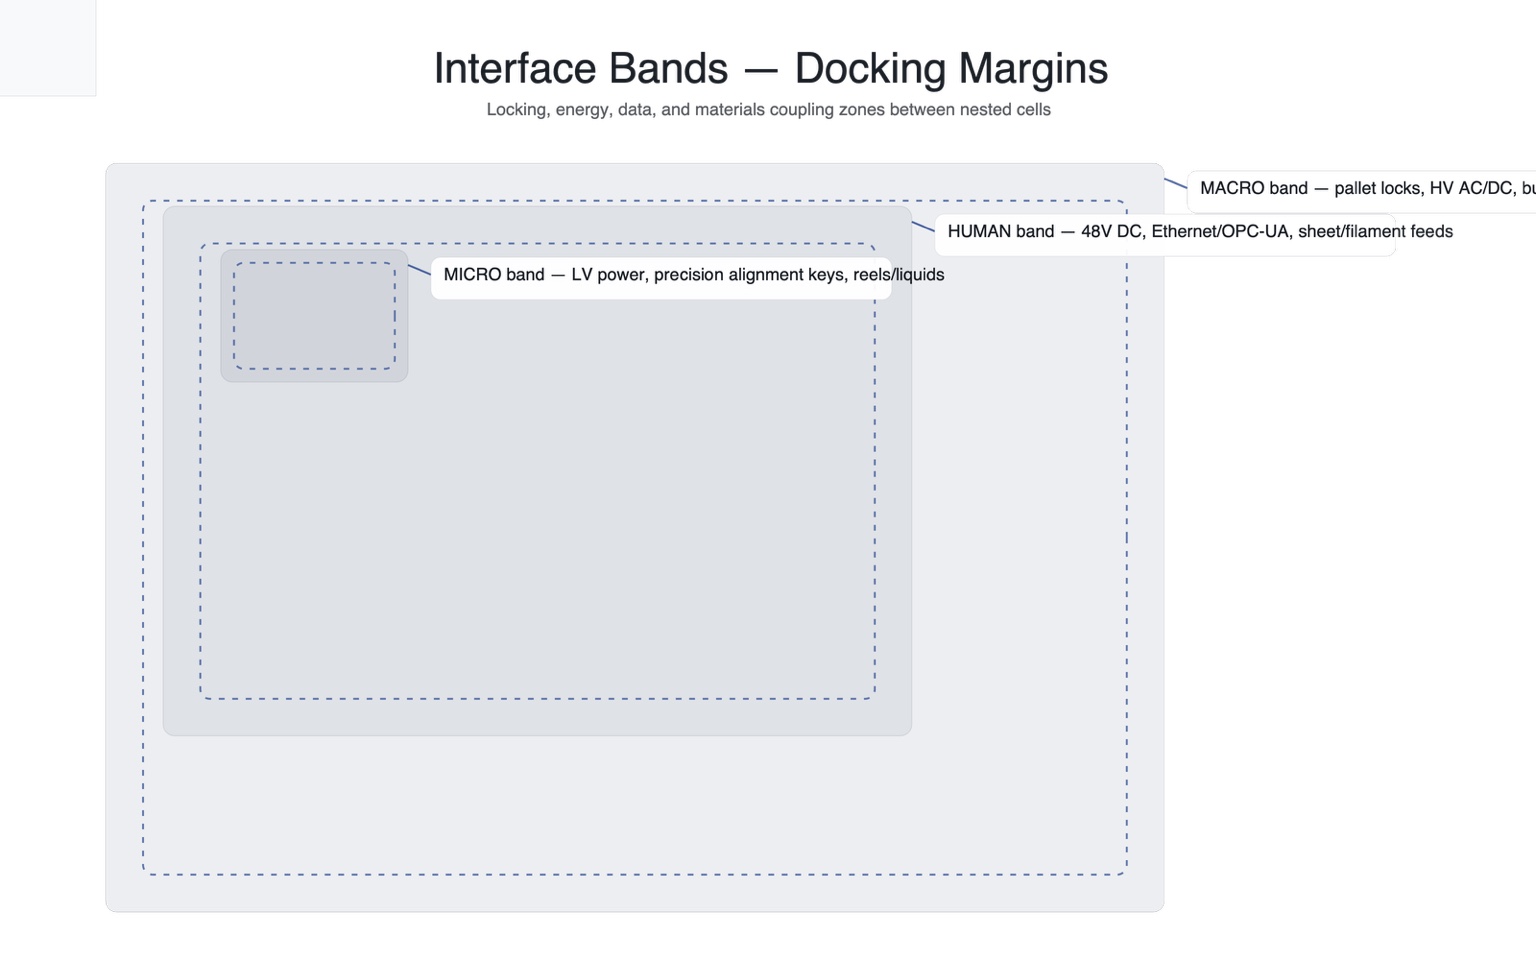 Interface Bands — Docking Margins
Locking, energy, data, and materials coupling zones between nested cells
MACRO band — pallet locks, HV AC/DC,
HUMAN band — 48V DC, Ethernet/OPC-UA, sheet/filament feeds
MICRO band — LV power, precision alignment keys, reels/liquids